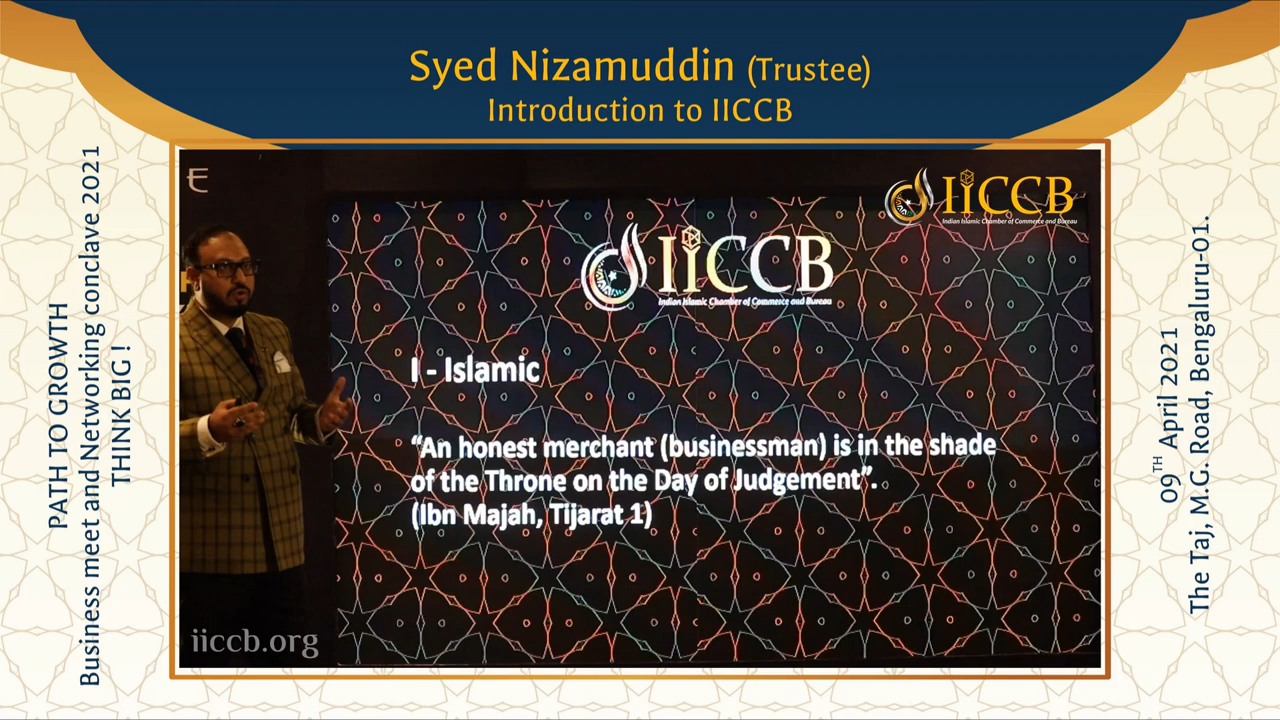 Syed Nizamuddin (Trustee)
Introduction to IICCB
PATH TO GROWTH
Business meet and Networking conclave 2021
THINK BIG !
E
IiCCB
Indian Islamic Chamber of Commerce and Bureau
IiCCB
Indian Islamic Chamber of Commerce and Bureau
I - Islamic
“An honest merchant (businessman) is in the shade
of the Throne on the Day of Judgement”.
(Ibn Majah, Tijarat 1)
iiccb.org
09TH April 2021
The Taj, M.G. Road, Bengaluru-01.